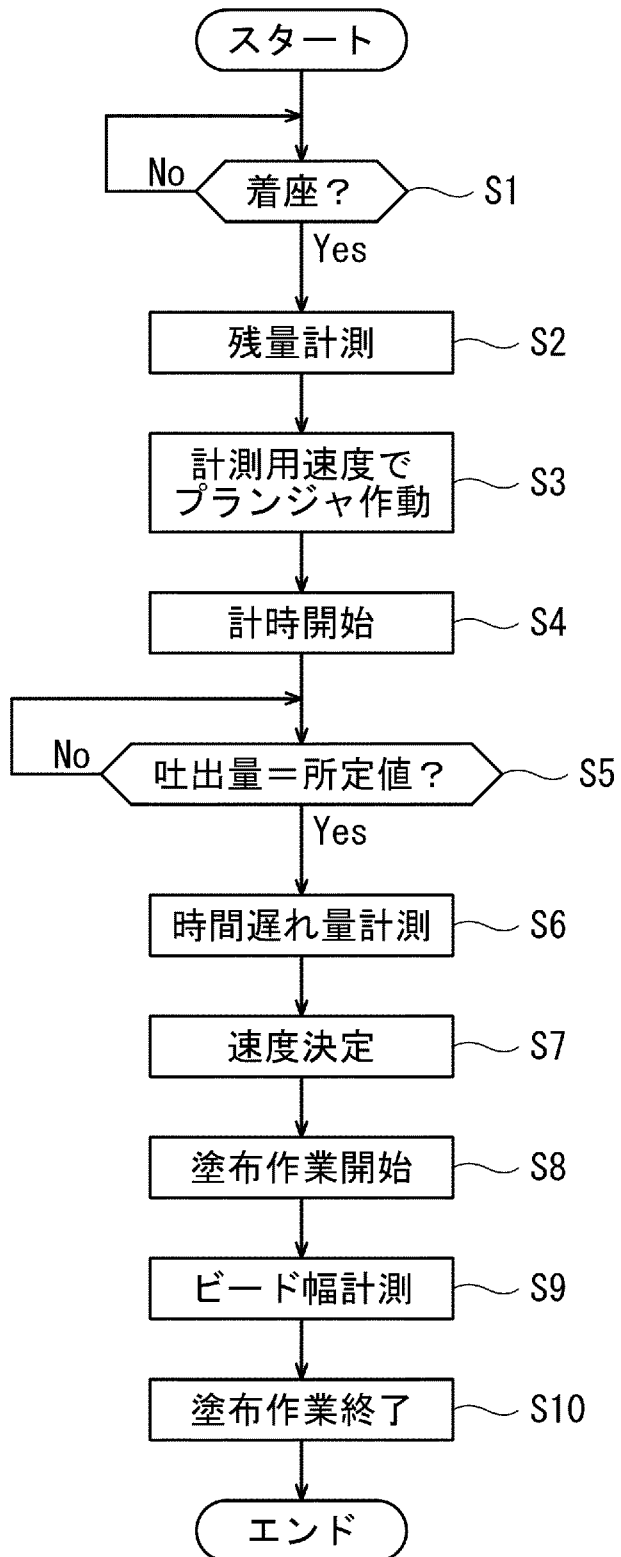 スタート
No
着座？
S1
Yes
残量計測
S2
計測用速度で
プランジャ作動
S3
計時開始
S4
No
吐出量＝所定値？
S5
Yes
時間遅れ量計測
S6
速度決定
S7
塗布作業開始
S8
ビード幅計測
S9
塗布作業終了
S10
エンド